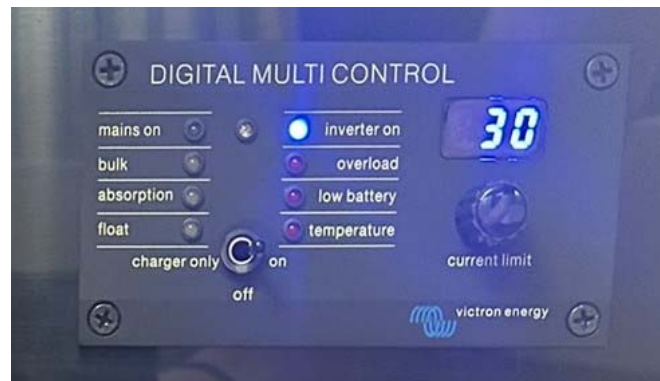 DIGITAL MULTI CONTROL
mains on
bulk
absorption
float
inverter on
overload
low battery
temperature
30
charger only
on
off
current limit
victron energy